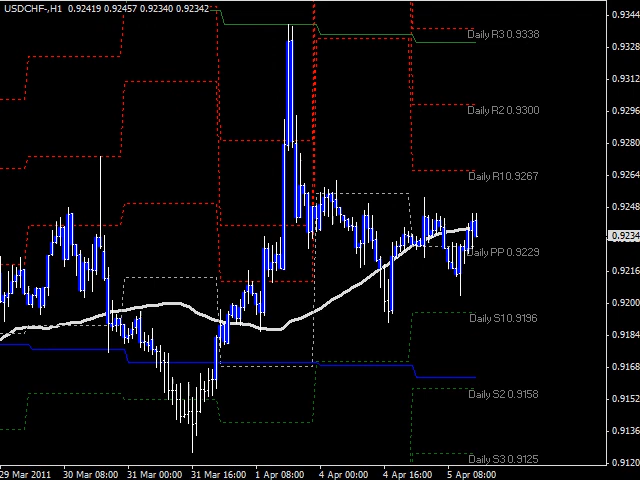 USDCHF-,H1 0.92419 0.92457 0.92340 0.92342
0.9344
Daily R3 0.9338
0.9328
0.9312
Daily R2 0.9300
0.9296
0.9280
Daily R1 0.9267
0.9264
0.9248
0.9234
Daily PP 0.9229
0.9216
0.9200
Daily S1 0.9196
0.9184
0.9168
Daily S2 0.9158
0.9152
0.9136
Daily S3 0.9125
0.9120
29 Mar 2011 30 Mar 08:00 31 Mar 00:00 31 Mar 16:00 1 Apr 08:00 4 Apr 00:00 4 Apr 16:00 5 Apr 08:00